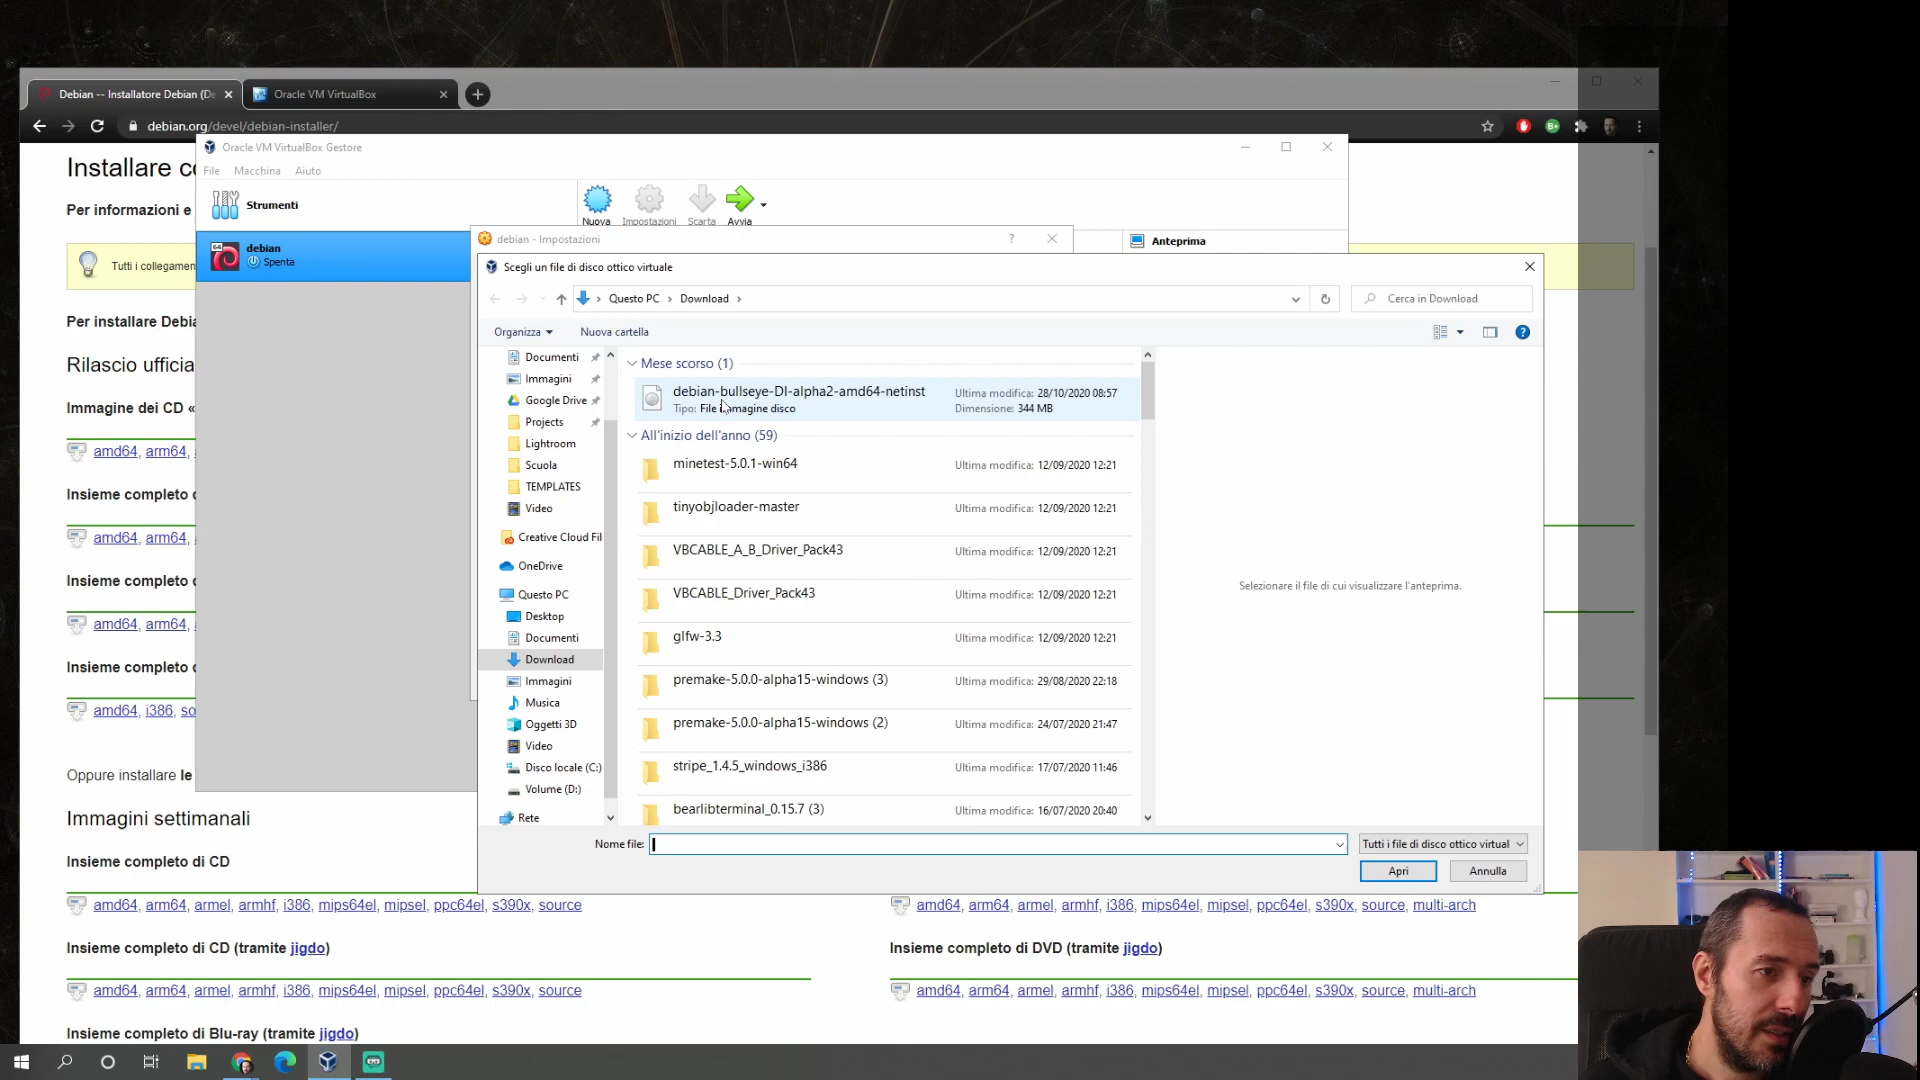 Debian -- Installatore Debian (De
Oracle VM VirtualBox
debian.org/devel/debian-installer/
Installare c
Per informazioni e
Tutti i collegamen
Per installare Debia
Rilascio ufficia
Immagine dei CD «
amd64, arm64,
Insieme completo d
amd64, arm64,
Insieme completo d
amd64, arm64,
Insieme completo d
amd64, i386, so
Oppure installare le
Oracle VM VirtualBox Gestore
File Macchina Aiuto
Strumenti
Nuova Impostazioni Scarta Avvia
64
debian
Spenta
Anteprima
debian - Impostazioni
?
Scegli un file di disco ottico virtuale
Questo PC Download
Cerca in Download
Organizza Nuova cartella
?
Documenti
Immagini
Google Drive
Projects
Lightroom
Scuola
TEMPLATES
Video
Creative Cloud Fil
OneDrive
Questo PC
Desktop
Documenti
Download
Immagini
Musica
Oggetti 3D
Video
Disco locale (C:)
Volume (D:)
Rete
Mese scorso (1)
debian-bullseye-DI-alpha2-amd64-netinst Ultima modifica: 28/10/2020 08:57
Tipo: File immagine disco Dimensione: 344 MB
All'inizio dell'anno (59)
minetest-5.0.1-win64 Ultima modifica: 12/09/2020 12:21
tinyobjloader-master Ultima modifica: 12/09/2020 12:21
VBCABLE_A_B_Driver_Pack43 Ultima modifica: 12/09/2020 12:21
VBCABLE_Driver_Pack43 Ultima modifica: 12/09/2020 12:21
glfw-3.3 Ultima modifica: 12/09/2020 12:21
premake-5.0.0-alpha15-windows (3) Ultima modifica: 29/08/2020 22:18
premake-5.0.0-alpha15-windows (2) Ultima modifica: 24/07/2020 21:47
stripe_1.4.5_windows_i386 Ultima modifica: 17/07/2020 11:46
bearlibterminal_0.15.7 (3) Ultima modifica: 16/07/2020 20:40
Selezionare il file di cui visualizzare l'anteprima.
Nome file: Tutti i file di disco ottico virtual
Apri Annulla
Immagini settimanali
Insieme completo di CD
amd64, arm64, armel, armhf, i386, mips64el, mipsel, ppc64el, s390x, source
amd64, arm64, armel, armhf, i386, mips64el, mipsel, ppc64el, s390x, source, multi-arch
Insieme completo di CD (tramite jigdo)
Insieme completo di DVD (tramite jigdo)
amd64, arm64, armel, armhf, i386, mips64el, mipsel, ppc64el, s390x, source
amd64, arm64, armel, armhf, i386, mips64el, mipsel, ppc64el, s390x, source, multi-arch
Insieme completo di Blu-ray (tramite jigdo)